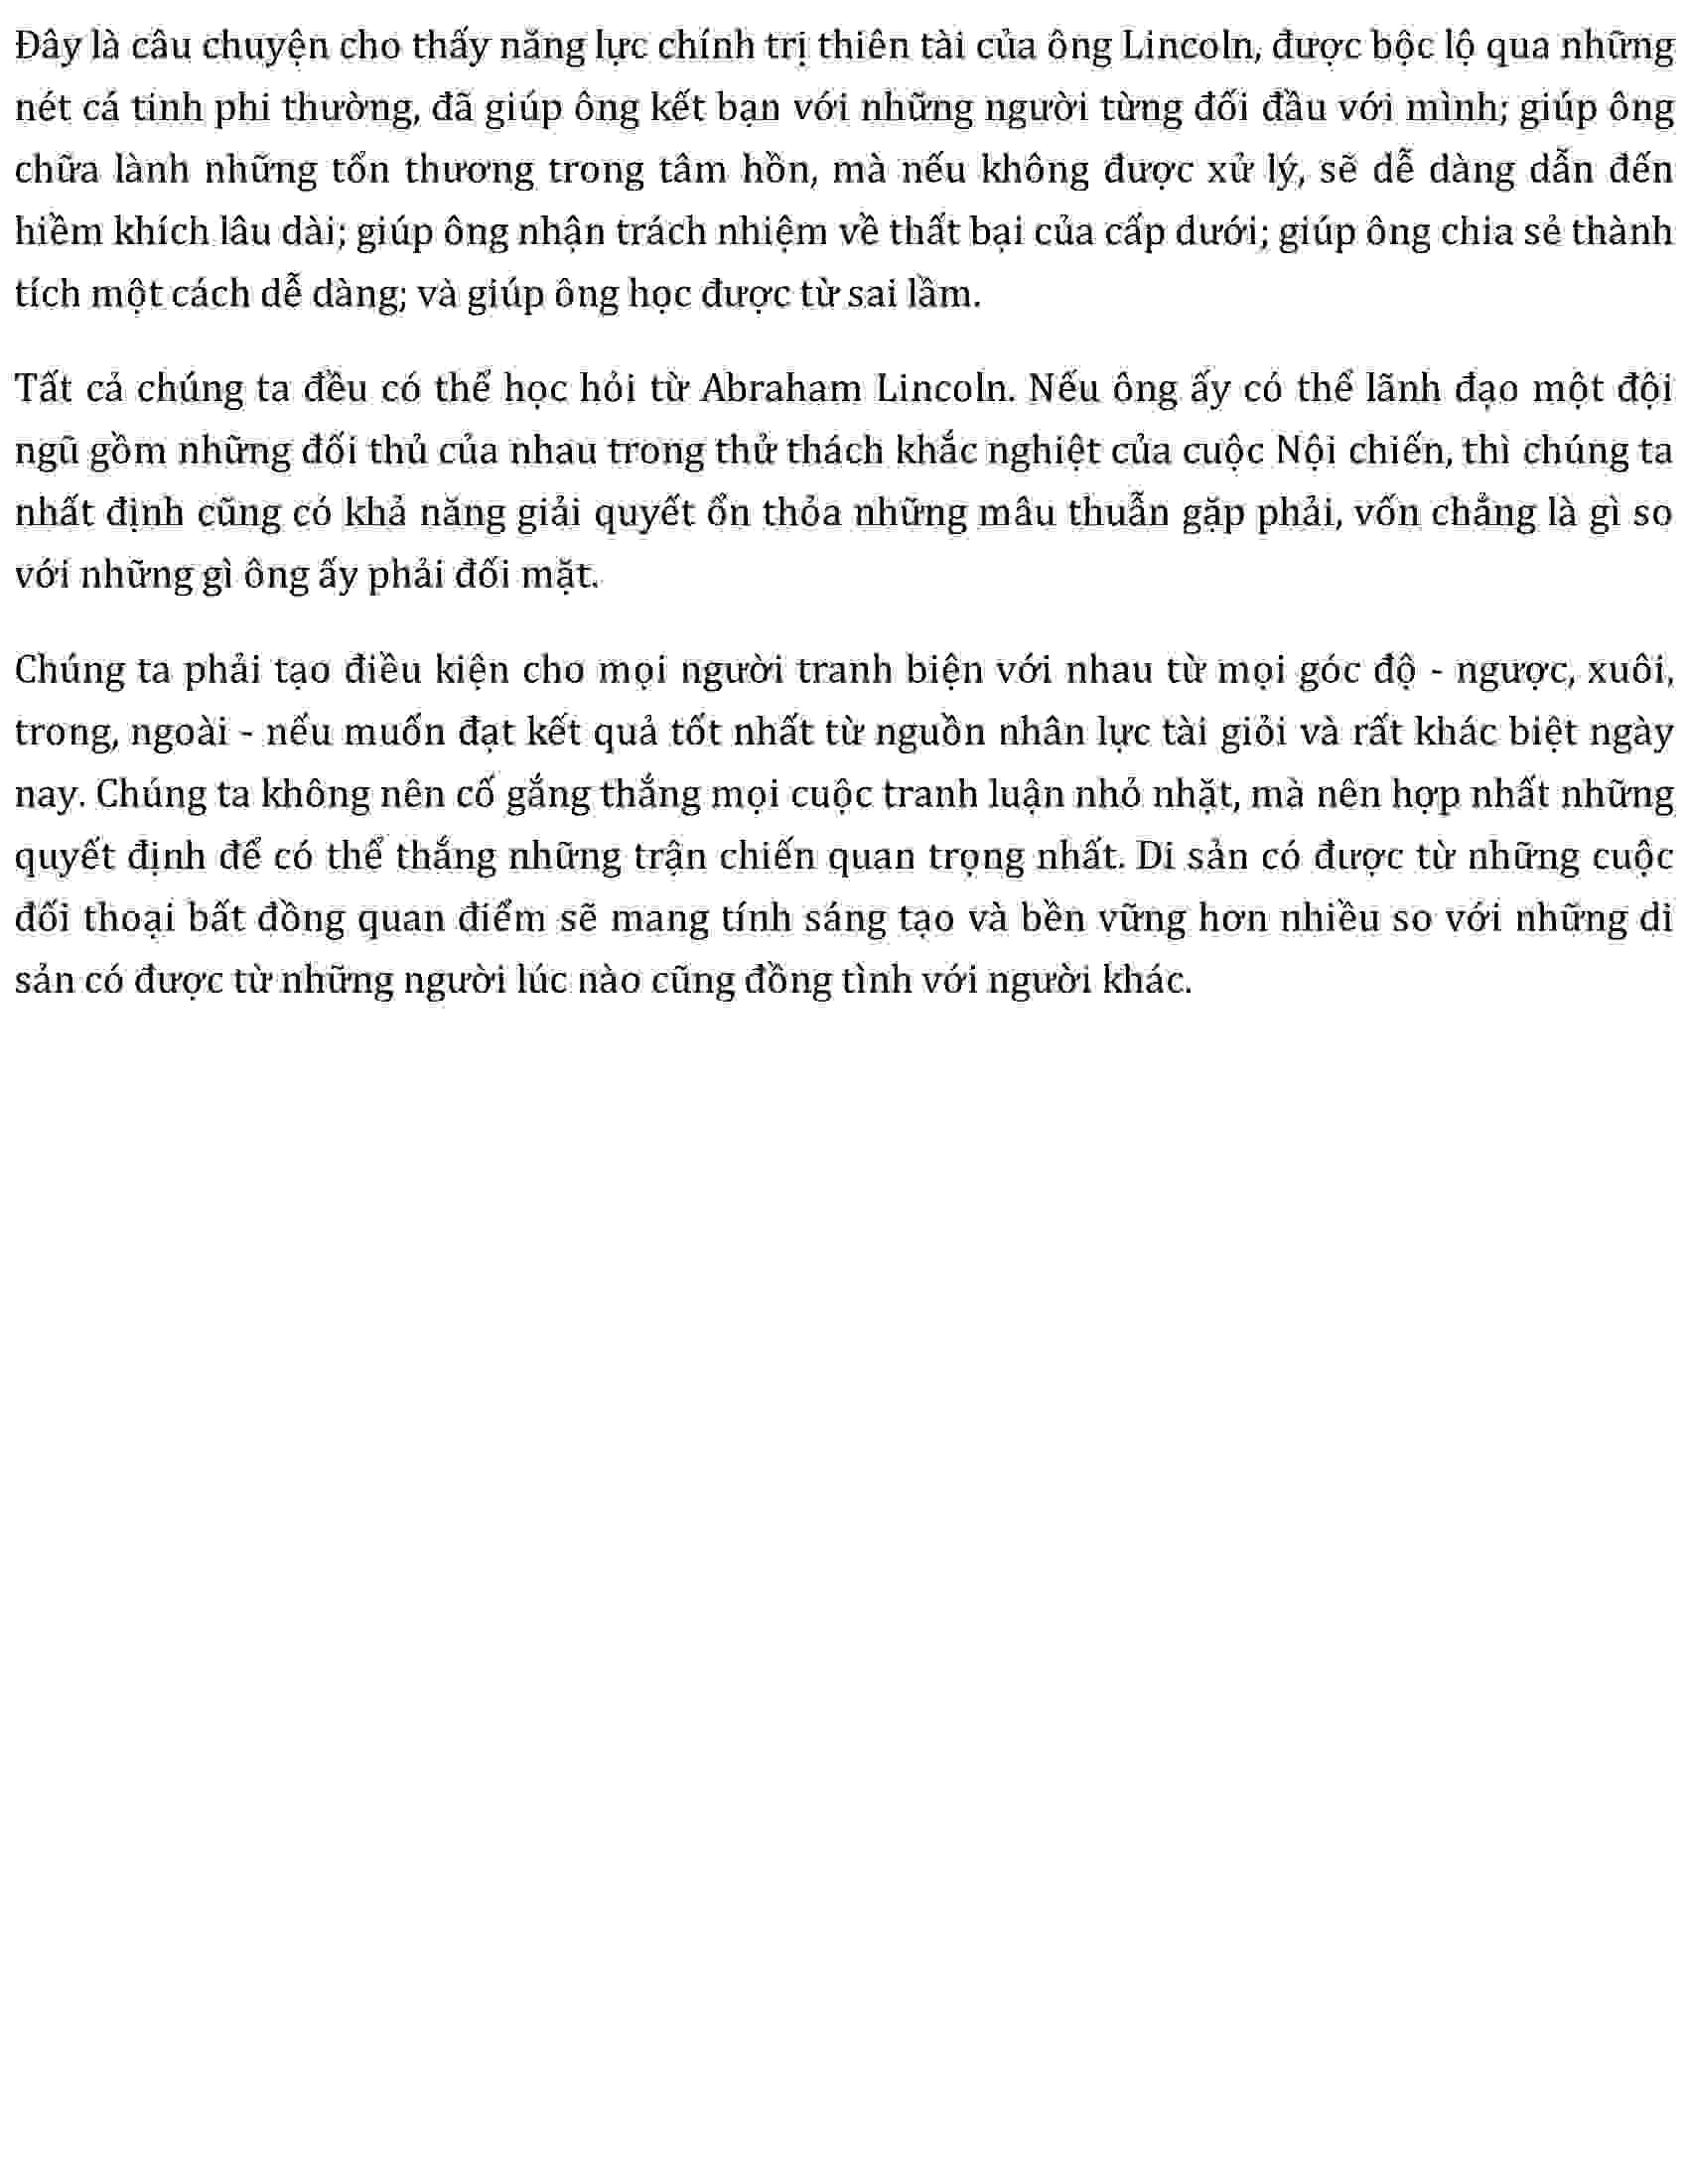 Đây là câu chuyện cho thấy năng lực chính trị thiên tài của ông Lincoln, được bộc lộ qua những
nét cá tinh phi thường, đã giúp ông kết bạn với những người từng đối đầu với mình; giúp ông
chữa lành những tổn thương trong tâm hồn, mà nếu không được xử lý, sẽ dễ dàng dẫn đến
hiềm khích lâu dài; giúp ông nhận trách nhiệm về thất bại của cấp dưới; giúp ông chia sẻ thành
tích một cách dễ dàng; và giúp ông học được từ sai lầm.
Tất cả chúng ta đều có thể học hỏi từ Abraham Lincoln. Nếu ông ấy có thể lãnh đạo một đội
ngũ gồm những đối thủ của nhau trong thử thách khắc nghiệt của cuộc Nội chiến, thì chúng ta
nhất định cũng có khả năng giải quyết ổn thỏa những mâu thuẫn gặp phải, vốn chẳng là gì so
với những gì ông ấy phải đối mặt.
Chúng ta phải tạo điều kiện cho mọi người tranh biện với nhau từ mọi góc độ - ngược, xuôi,
trong, ngoài - nếu muốn đạt kết quả tốt nhất từ nguồn nhân lực tài giỏi và rất khác biệt ngày
nay. Chúng ta không nên cố gắng thắng mọi cuộc tranh luận nhỏ nhặt, mà nên hợp nhất những
quyết định để có thể thắng những trận chiến quan trọng nhất. Di sản có được từ những cuộc
đối thoại bất đồng quan điểm sẽ mang tính sáng tạo và bền vững hơn nhiều so với những di
sản có được từ những người lúc nào cũng đồng tình với người khác.